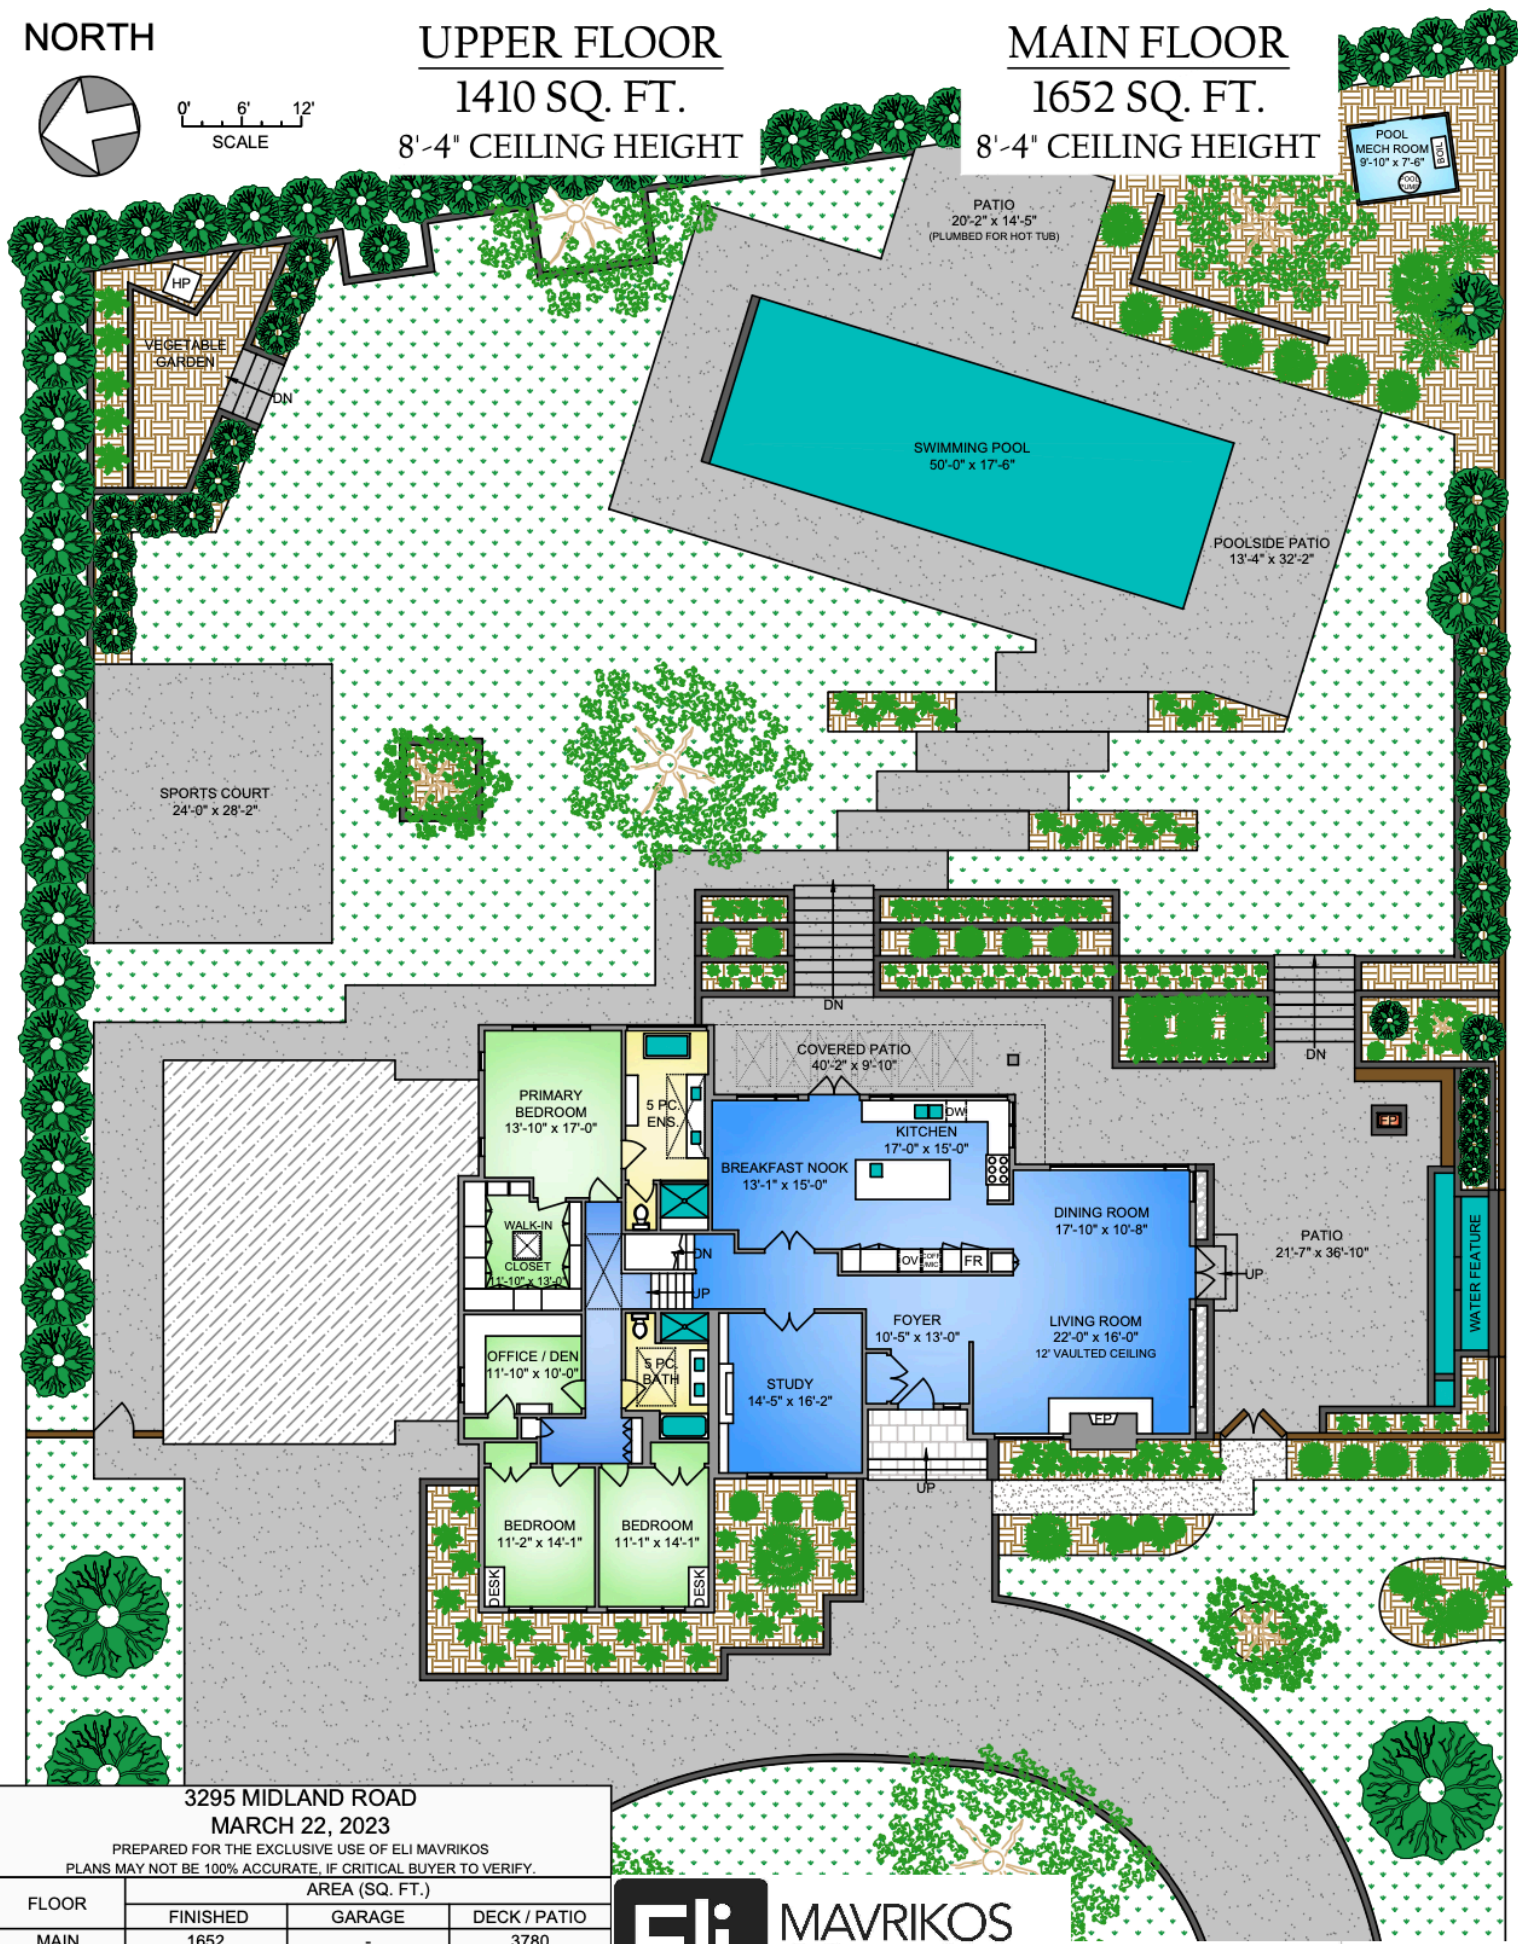 NORTH
0' 6' 12'
SCALE
UPPER FLOOR
1410 SQ. FT.
8'-4" CEILING HEIGHT
MAIN FLOOR
1652 SQ. FT.
8'-4" CEILING HEIGHT
POOL
MECH ROOM
9'-10" x 7'-6"
BOIL
POOL
PUMP
PATIO
20'-2" x 14'-5"
(PLUMBED FOR HOT TUB)
HP
VEGETABLE
GARDEN
DN
SWIMMING POOL
50'-0" x 17'-6"
POOLSIDE PATIO
13'-4" x 32'-2"
SPORTS COURT
24'-0" x 28'-2"
DN
DN
COVERED PATIO
40'-2" x 9'-10"
PRIMARY
BEDROOM
13'-10" x 17'-0"
5 PC.
ENS.
DW
KITCHEN
17'-0" x 15'-0"
BREAKFAST NOOK
13'-1" x 15'-0"
DINING ROOM
17'-10" x 10'-8"
PATIO
21'-7" x 36'-10"
WATER FEATURE
WALK-IN
CLOSET
11'-10" x 13'-0"
DN
UP
OV
COFF
/MIC
FR
UP
FOYER
10'-5" x 13'-0"
LIVING ROOM
22'-0" x 16'-0"
12' VAULTED CEILING
OFFICE / DEN
11'-10" x 10'-0"
5 PC.
BATH
STUDY
14'-5" x 16'-2"
FP
UP
BEDROOM
11'-2" x 14'-1"
BEDROOM
11'-1" x 14'-1"
DESK
DESK
3295 MIDLAND ROAD
MARCH 22, 2023
PREPARED FOR THE EXCLUSIVE USE OF ELI MAVRIKOS
PLANS MAY NOT BE 100% ACCURATE, IF CRITICAL BUYER TO VERIFY.
FLOOR AREA (SQ. FT.)
FINISHED GARAGE DECK / PATIO
MAIN 1652 - 3780
Eli MAVRIKOS